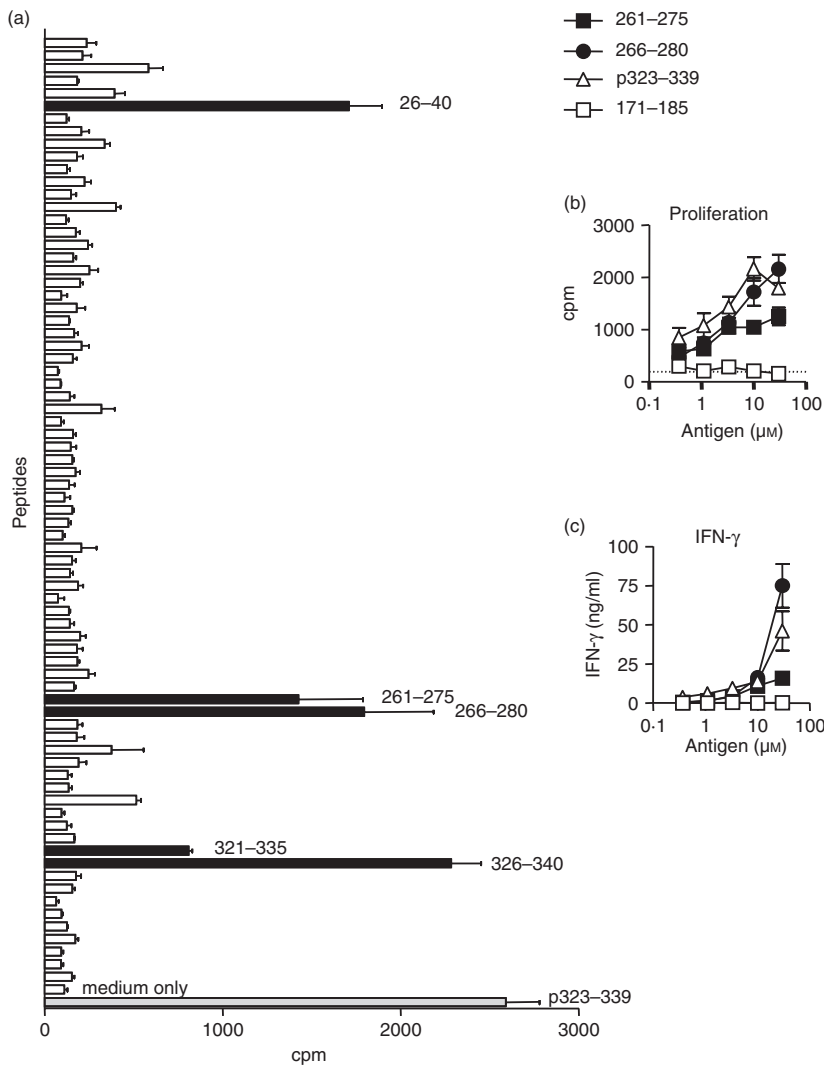 (a)
261–275
266–280
p323–339
171–185
26–40
261–275
266–280
321–335
326–340
medium only
p323–339
Peptides
0
1000
2000
3000
cpm
(b)
Proliferation
3000
2000
1000
0
cpm
0·1
1
10
100
Antigen (µM)
(c)
IFN-γ
100
75
50
25
0
IFN-γ (ng/ml)
0·1
1
10
100
Antigen (µM)